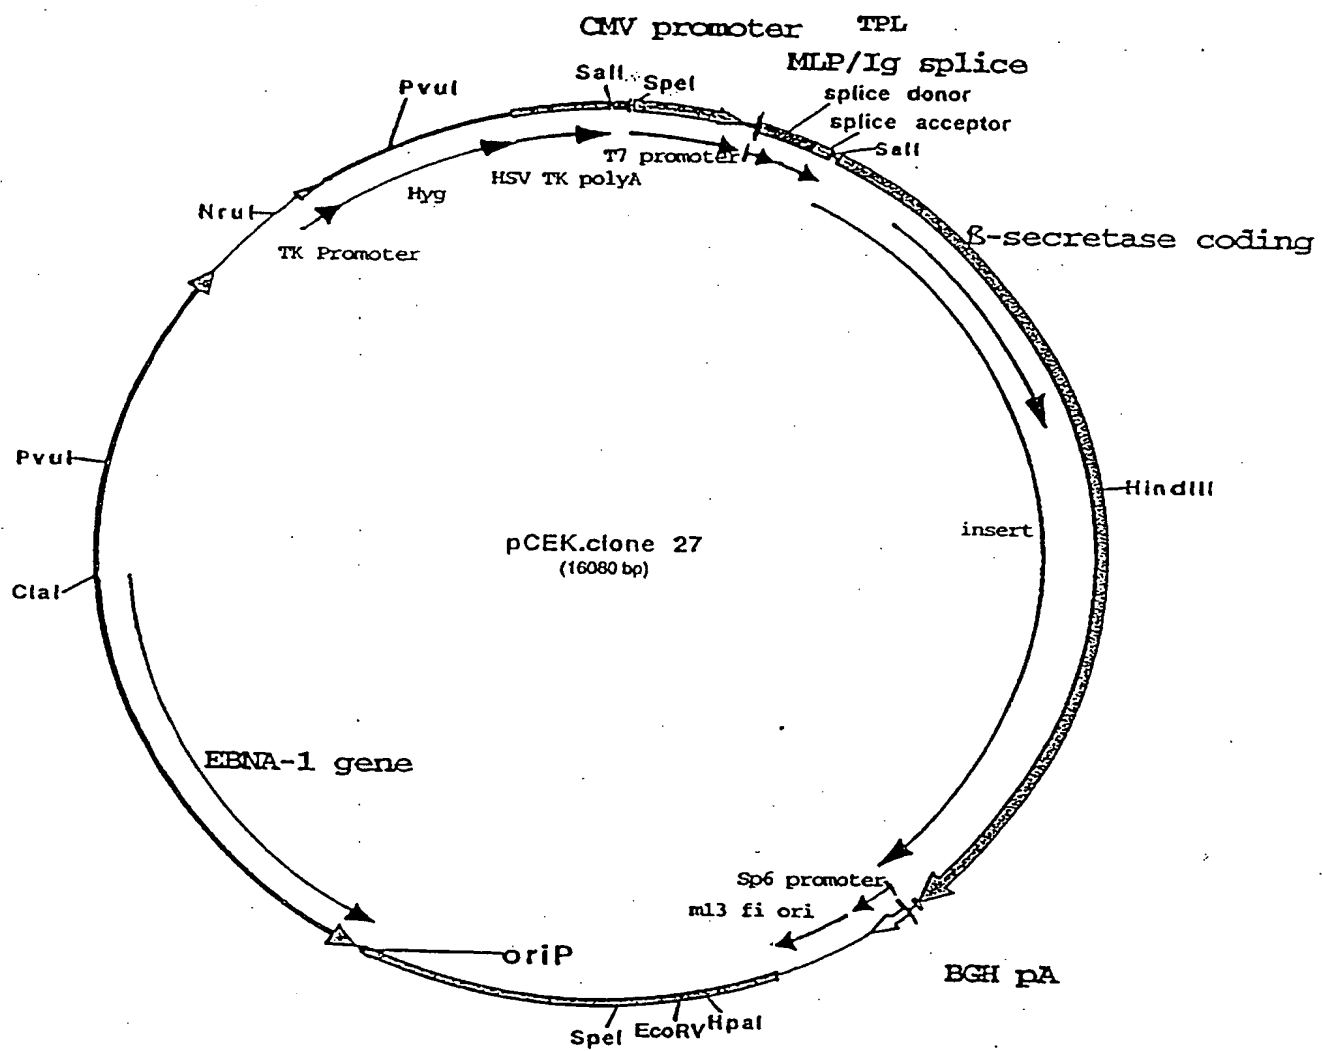 CMV promoter
TPL
MLP/Ig splice
SalI
SpeI
splice donor
splice acceptor
SalI
PvuI
T7 promoter
HSV TK polyA
Hyg
NruI
TK Promoter
β-secretase coding
PvuI
HindIII
insert
pCEK.clone 27
(16080 bp)
ClaI
EBNA-1 gene
Sp6 promoter
m13 fi ori
oriP
BGH pA
SpeI
EcoRV
HpaI